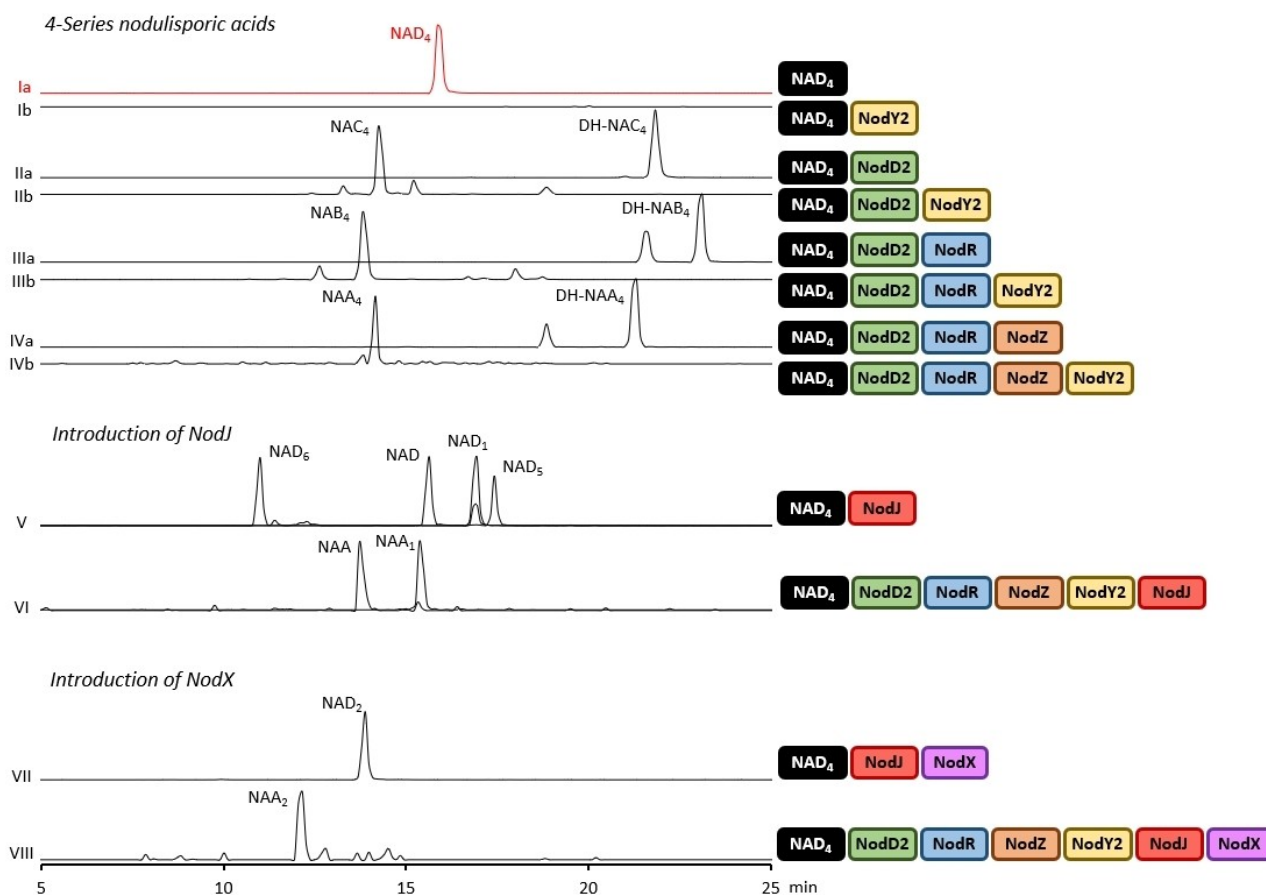 4-Series nodulisporic acids
NAD₄
Ia NAD₄
Ib NAD₄ NodY2
NAC₄ DH-NAC₄
IIa NAD₄ NodD2
IIb NAD₄ NodD2 NodY2
NAB₄ DH-NAB₄
IIIa NAD₄ NodD2 NodR
IIIb NAD₄ NodD2 NodR NodY2
NAA₄ DH-NAA₄
IVa NAD₄ NodD2 NodR NodZ
IVb NAD₄ NodD2 NodR NodZ NodY2
Introduction of NodJ
NAD₆ NAD NAD₁ NAD₅
V NAD₄ NodJ
NAA NAA₁
VI NAD₄ NodD2 NodR NodZ NodY2 NodJ
Introduction of NodX
NAD₂
VII NAD₄ NodJ NodX
NAA₂
VIII NAD₄ NodD2 NodR NodZ NodY2 NodJ NodX
5 10 15 20 25 min